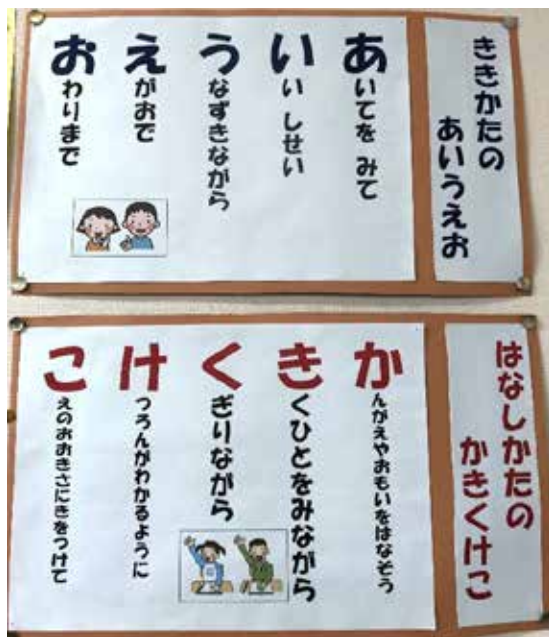 ききかたの
あいうえお
あいてを みて
いい しせい
うなずきながら
えがおで
おわりまで
はなしかたの
かきくけこ
かんがえやおもいをはなそう
きくひとをみながら
くぎりながら
けつろんがわかるように
こえのおおきさにきをつけて